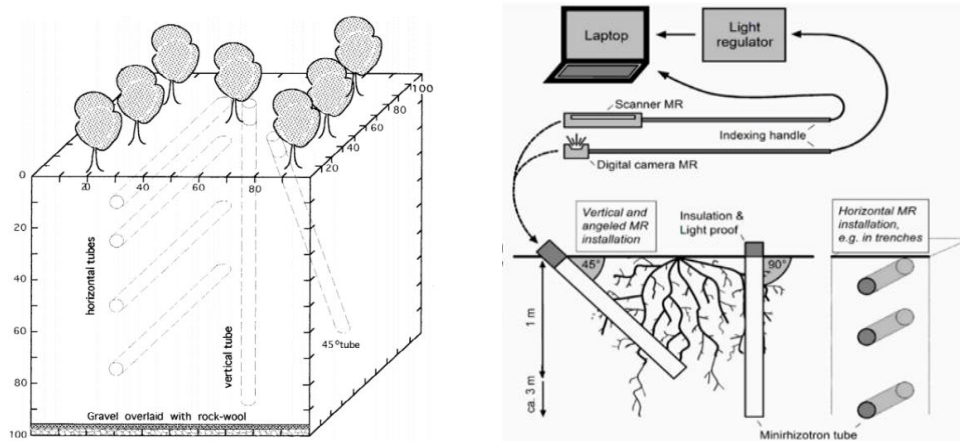 100
80
60
40
20
0
20
40
60
80
20
40
60
80
100
horizontal tubes
vertical tube
45° tube
Gravel overlaid with rock-wool
Laptop
Light
regulator
Scanner MR
Indexing handle
Digital camera MR
Vertical and
angeled MR
installation
Insulation &
Light proof
Horizontal MR
installation,
e.g. in trenches
45°
90°
1 m
ca. 3 m
Minirhizotron tube